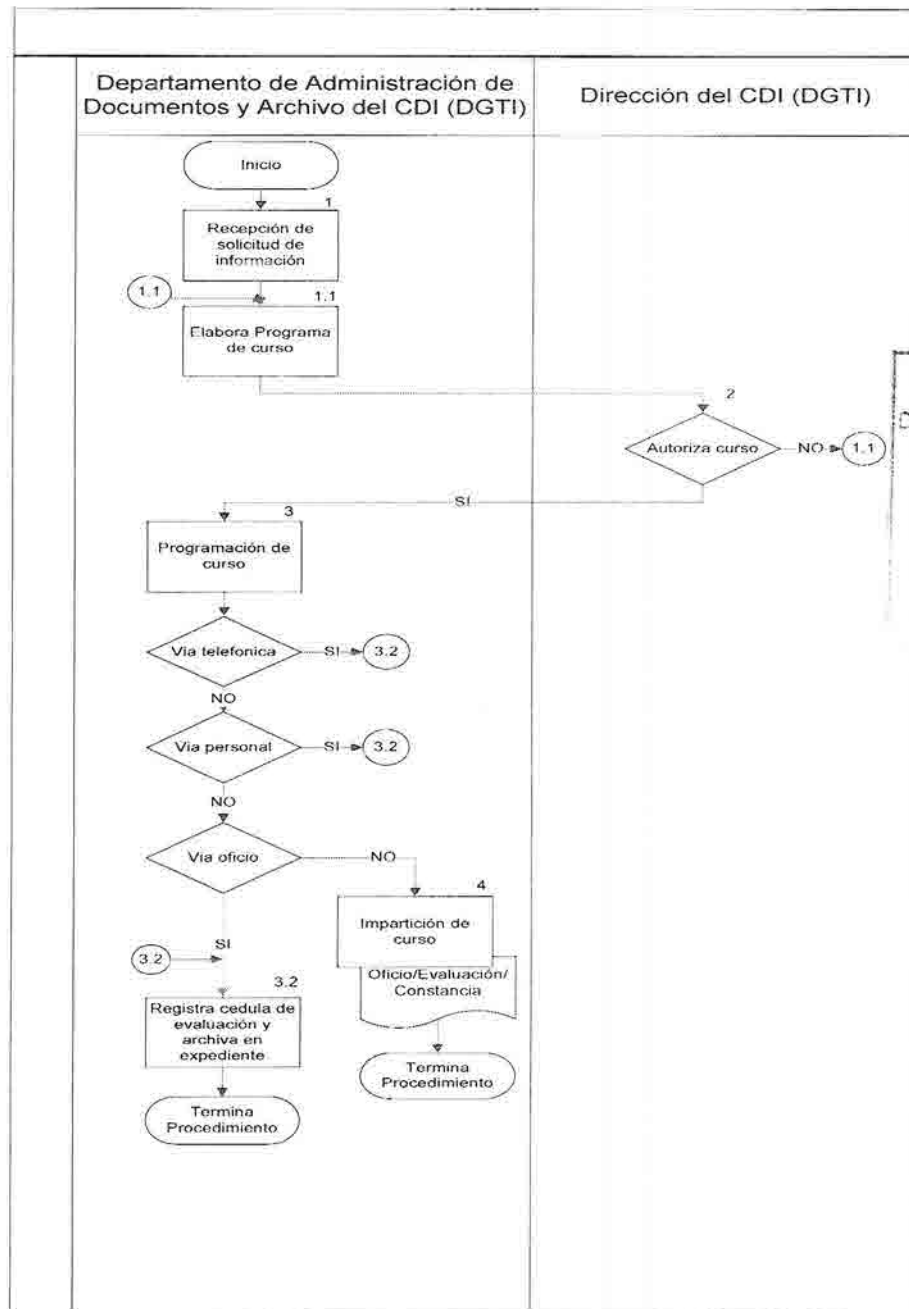 Departamento de Administración de
Documentos y Archivo del CDI (DGTI)
Dirección del CDI (DGTI)
Inicio
1
Recepción de
solicitud de
información
1.1
1.1
Elabora Programa
de curso
2
Autoriza curso
NO
1.1
SI
3
Programación de
curso
Via telefonica
SI
3.2
NO
Via personal
SI
3.2
NO
Via oficio
NO
4
Impartición de
curso
Oficio/Evaluación/
Constancia
SI
3.2
3.2
Registra cedula de
evaluación y
archiva en
expediente
Termina
Procedimiento
Termina
Procedimiento